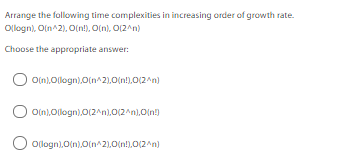 Arrange the following time complexities in increasing order of growth rate.
O(logn), O(n^2), O(n!), O(n), O(2^n)
Choose the appropriate answer:
O(n),O(logn),O(n^2),O(n!),O(2^n)
O(n),O(logn),O(2^n),O(2^n),O(n!)
O(logn),O(n),O(n^2),O(n!),O(2^n)